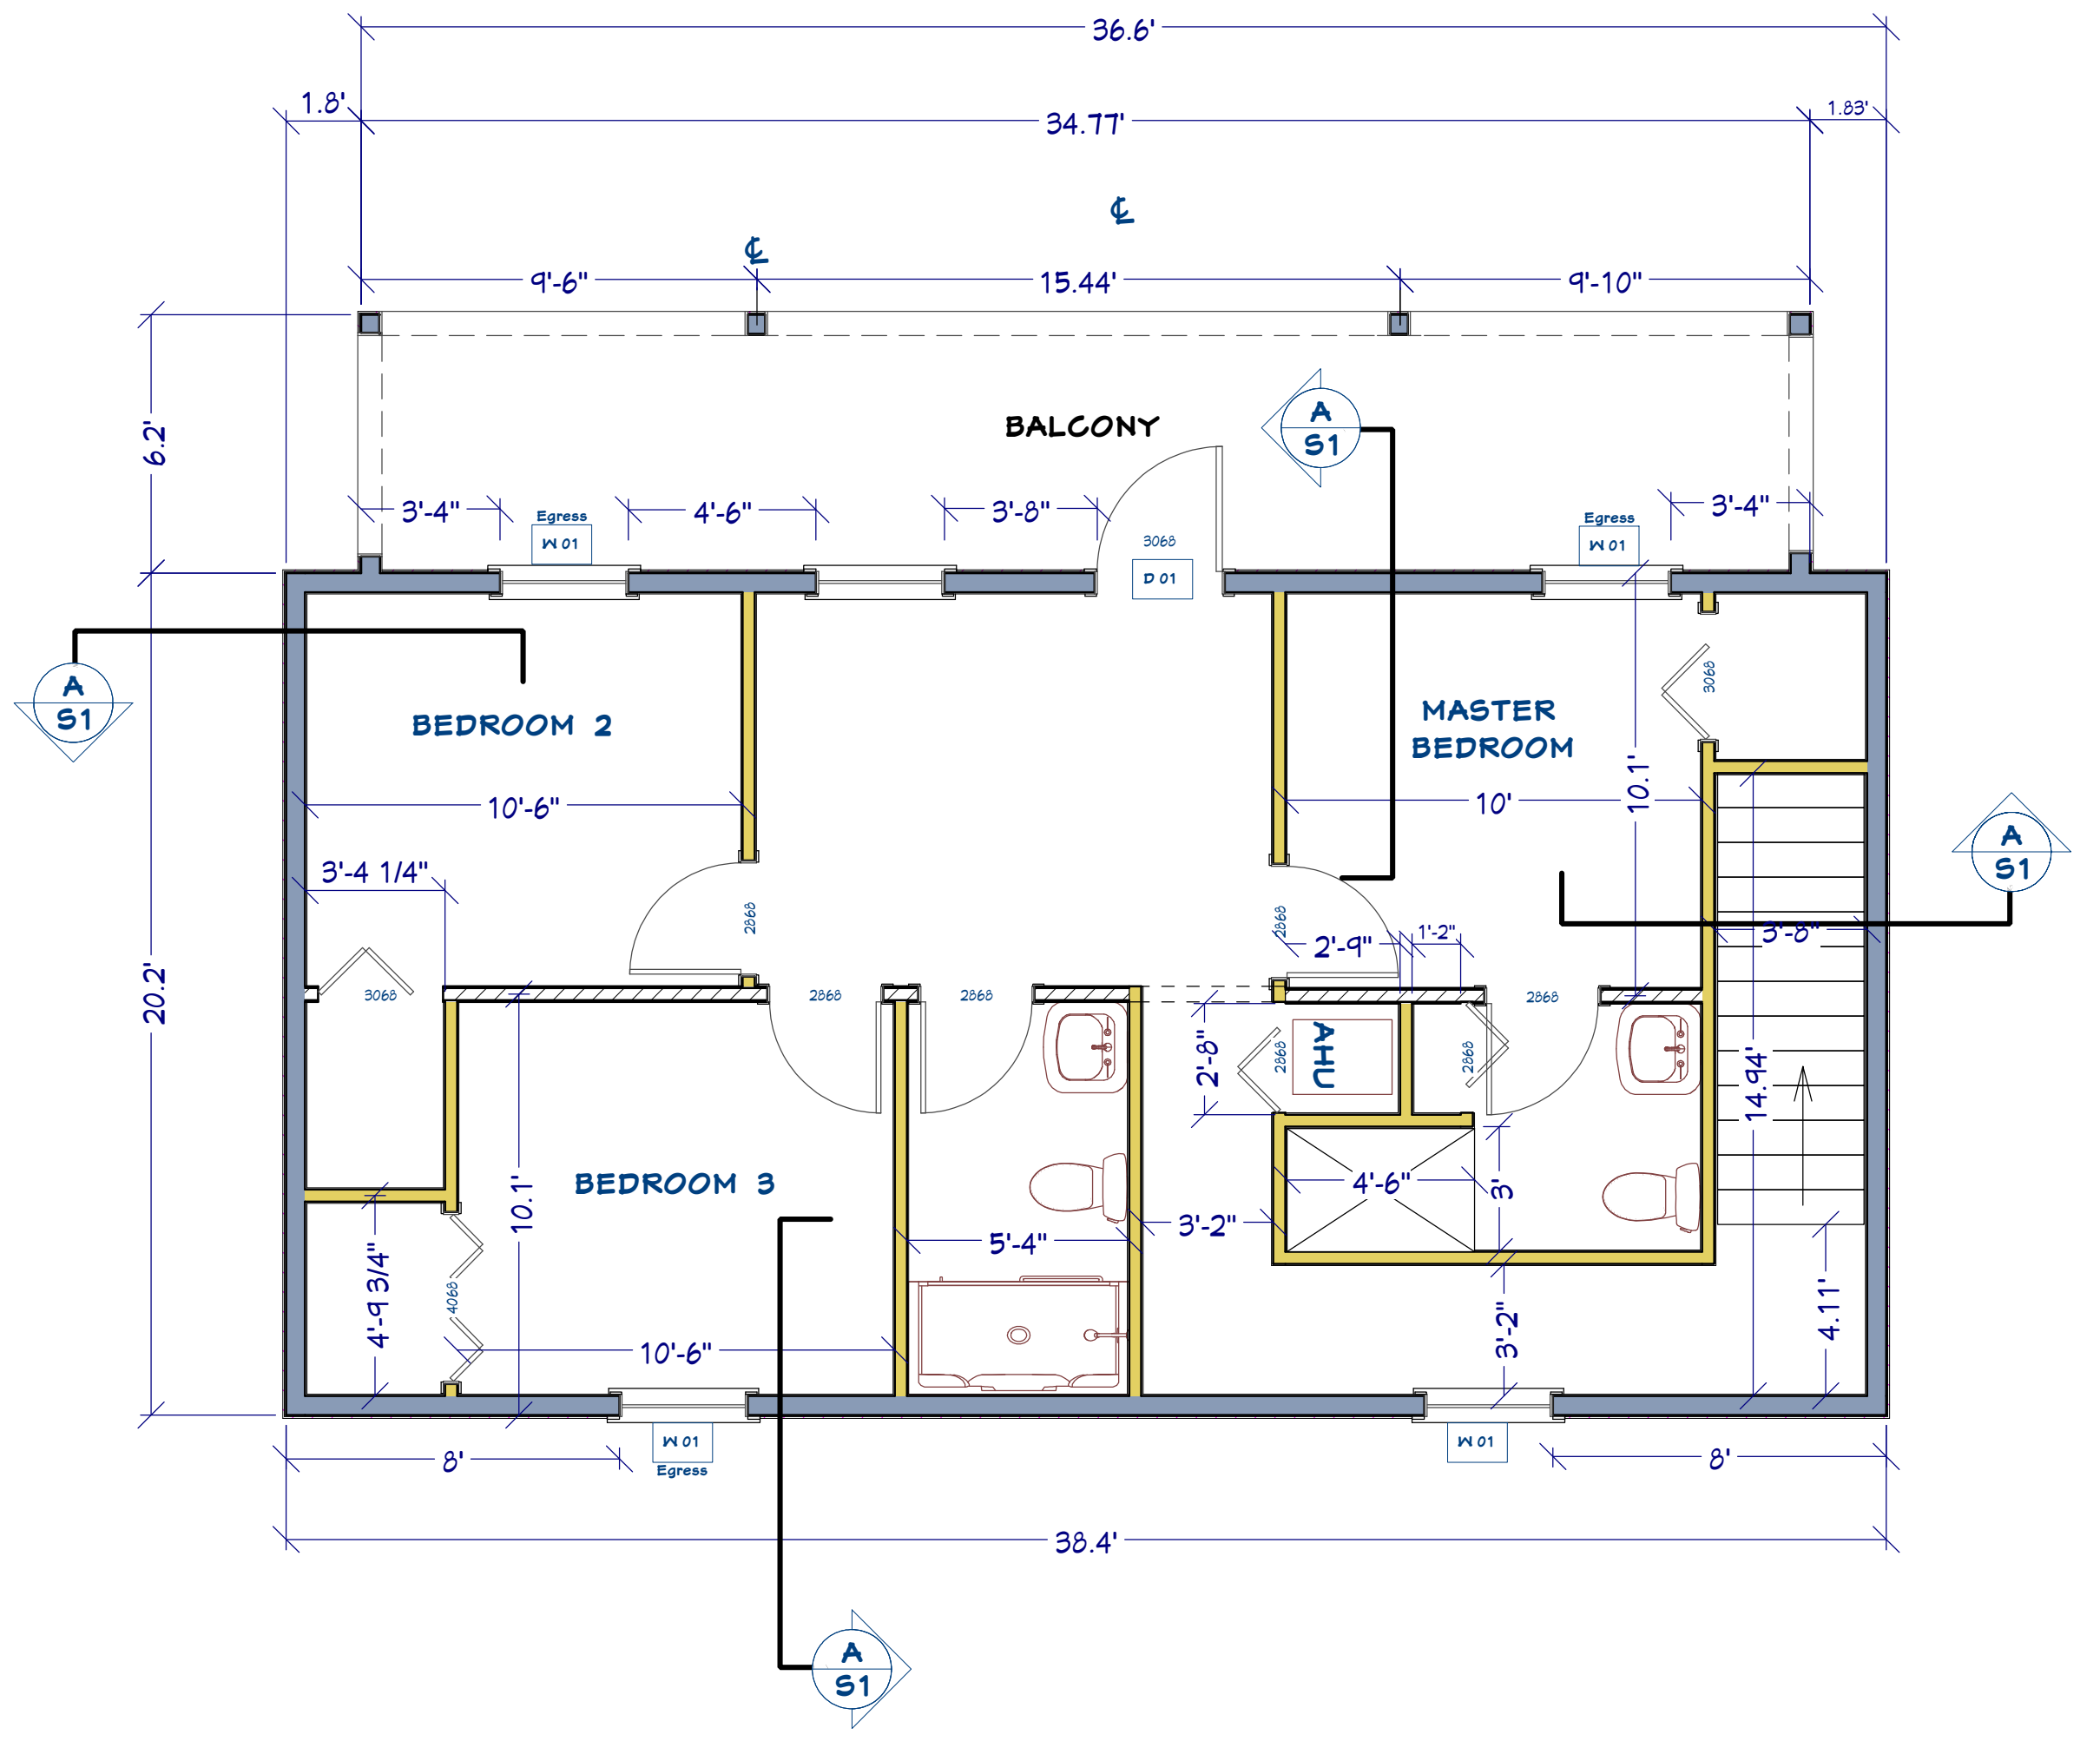 36.6'
1.8'
34.77'
1.83'
℄
℄
9'-6"
15.44'
9'-10"
6.2'
BALCONY
A
S1
3'-4"
Egress
W 01
4'-6"
3'-8"
3068
D 01
Egress
W 01
3'-4"
A
S1
BEDROOM 2
MASTER
BEDROOM
3068
10.1'
10'-6"
10'
A
S1
3'-4 1/4"
2868
2868
2'-9"
1'-2"
3'-8"
20.2'
3068
2868
2868
2868
2'-8"
2868
AHU
2868
14.94'
BEDROOM 3
10.1'
4'-6"
3'
3'-2"
5'-4"
4'-9 3/4"
4068
10'-6"
3'-2"
4.11'
8'
W 01
Egress
W 01
8'
38.4'
A
S1